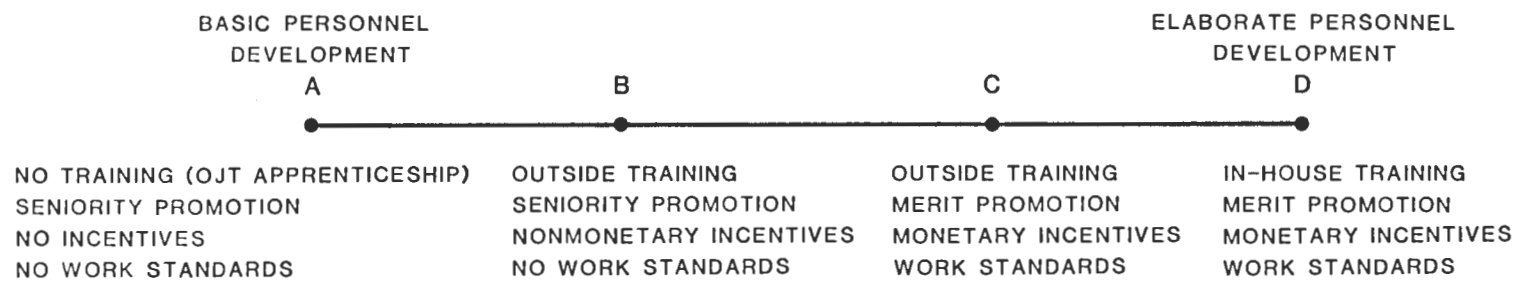 BASIC PERSONNEL
DEVELOPMENT
A
B
C
ELABORATE PERSONNEL
DEVELOPMENT
D
NO TRAINING (OJT APPRENTICESHIP)
SENIORITY PROMOTION
NO INCENTIVES
NO WORK STANDARDS
OUTSIDE TRAINING
SENIORITY PROMOTION
NONMONETARY INCENTIVES
NO WORK STANDARDS
OUTSIDE TRAINING
MERIT PROMOTION
MONETARY INCENTIVES
WORK STANDARDS
IN-HOUSE TRAINING
MERIT PROMOTION
MONETARY INCENTIVES
WORK STANDARDS